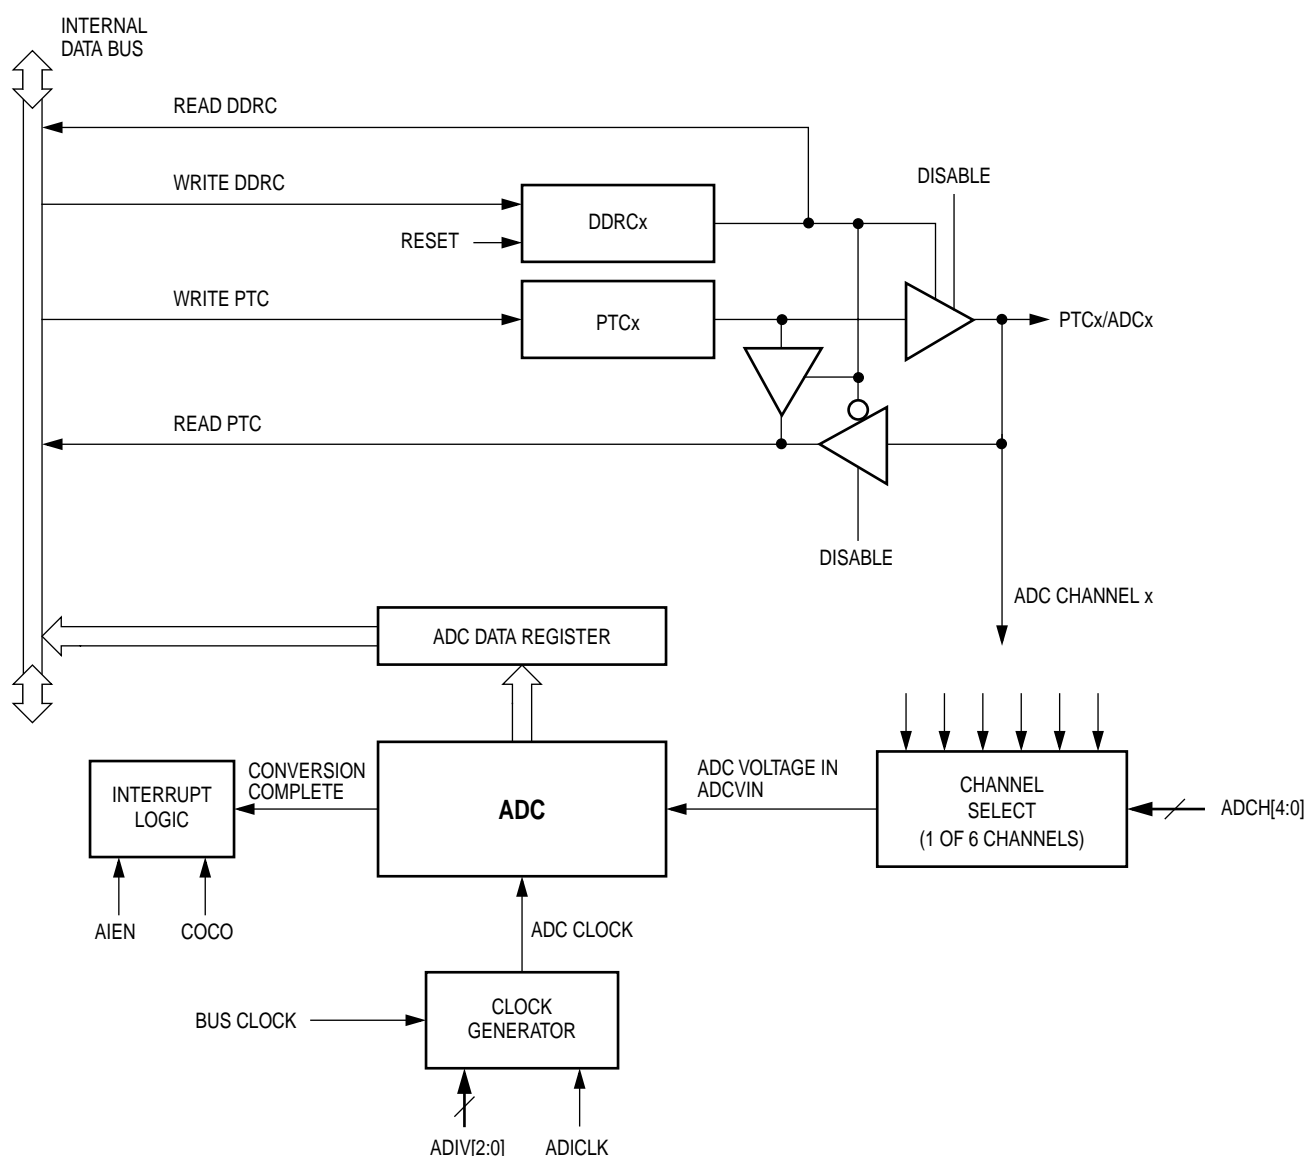 INTERNAL
DATA BUS
READ DDRC
WRITE DDRC
DISABLE
DDRCx
RESET
WRITE PTC
PTCx
PTCx/ADCx
READ PTC
DISABLE
ADC CHANNEL x
ADC DATA REGISTER
INTERRUPT
LOGIC
CONVERSION
COMPLETE
ADC
ADC VOLTAGE IN
ADCVIN
CHANNEL
SELECT
(1 OF 6 CHANNELS)
ADCH[4:0]
AIEN
COCO
ADC CLOCK
BUS CLOCK
CLOCK
GENERATOR
ADIV[2:0]
ADICLK